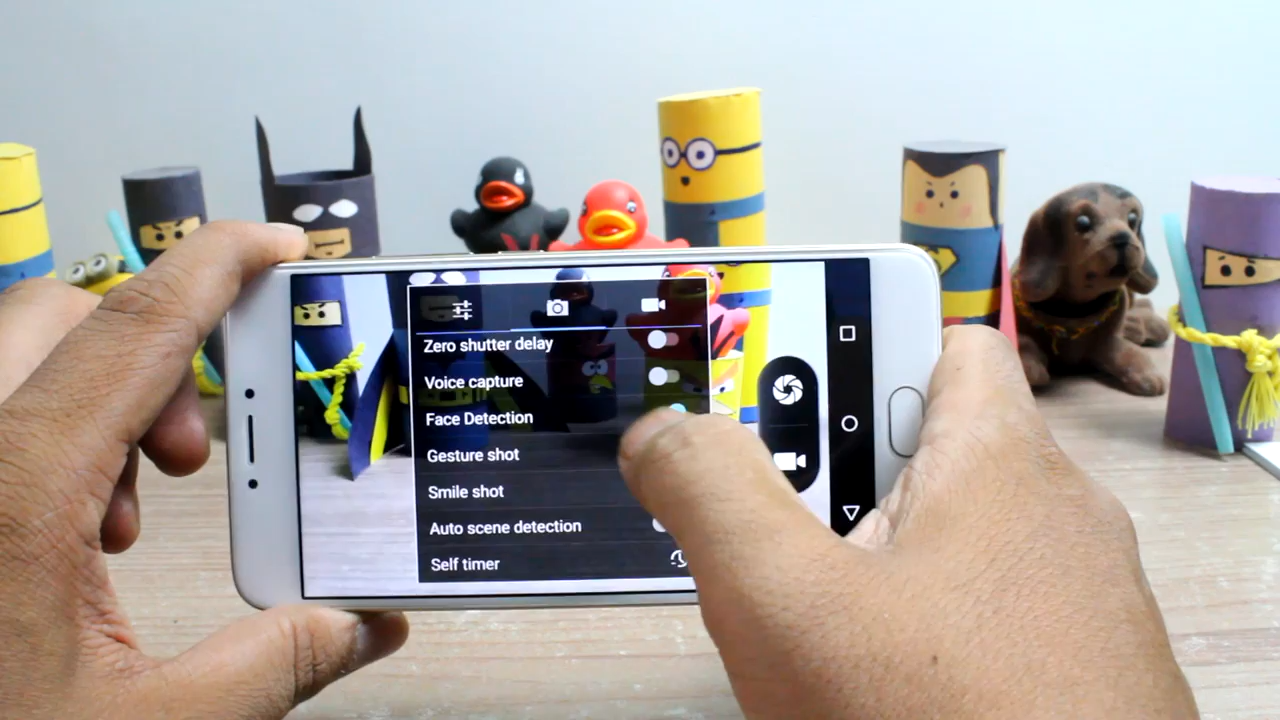 Zero shutter delay
Voice capture
Face Detection
Gesture shot
Smile shot
Auto scene detection
Self timer